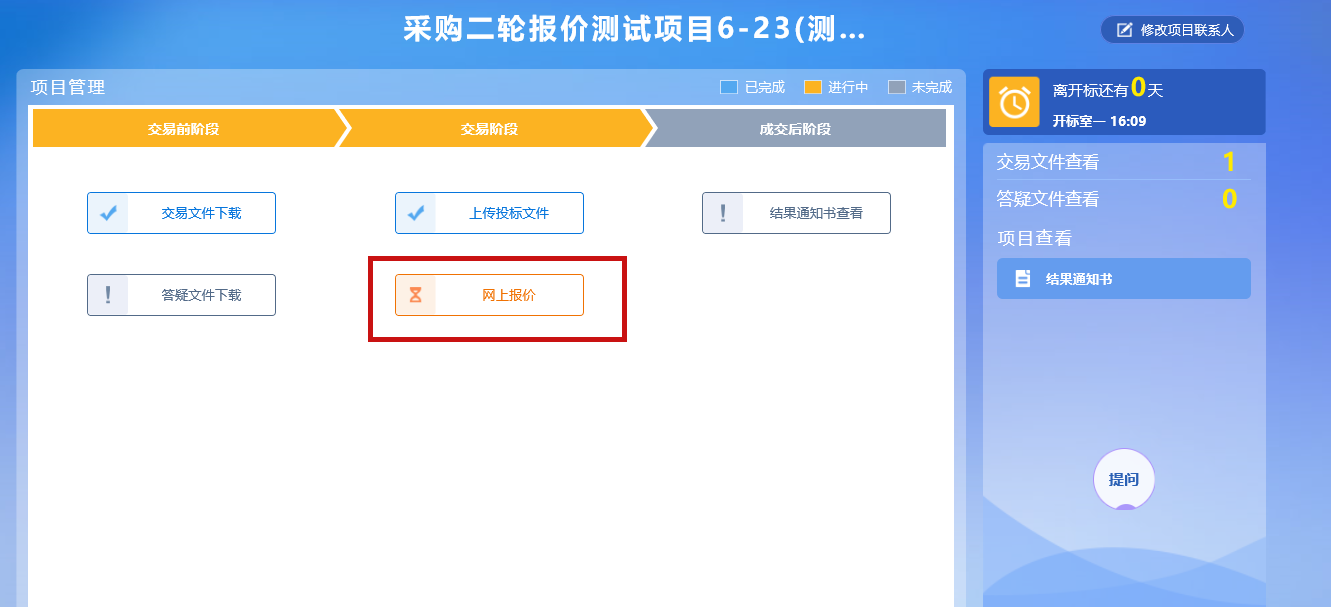 采购二轮报价测试项目6-23(测...
修改项目联系人
项目管理
已完成
进行中
未完成
交易前阶段
交易阶段
成交后阶段
交易文件下载
上传投标文件
结果通知书查看
答疑文件下载
网上报价
离开标还有0天
开标室一 16:09
交易文件查看 1
答疑文件查看 0
项目查看
结果通知书
提问